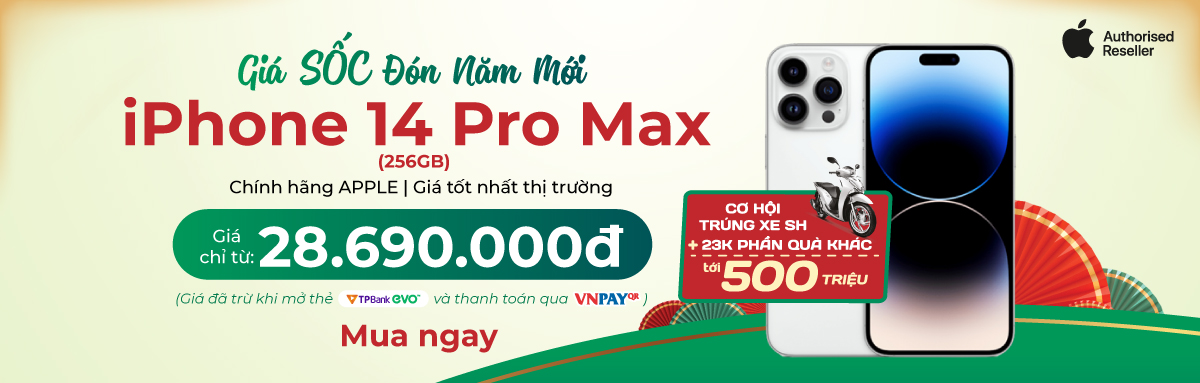 Authorised
Reseller
Giá SỐC Đón Năm Mới
iPhone 14 Pro Max
(256GB)
Chính hãng APPLE | Giá tốt nhất thị trường
Giá
chỉ từ: 28.690.000đ
(Giá đã trừ khi mở thẻ TPBank EVO và thanh toán qua VNPAYQR)
Mua ngay
CƠ HỘI
TRÚNG XE SH
+ 23K PHẦN QUÀ KHÁC
tới 500 TRIỆU